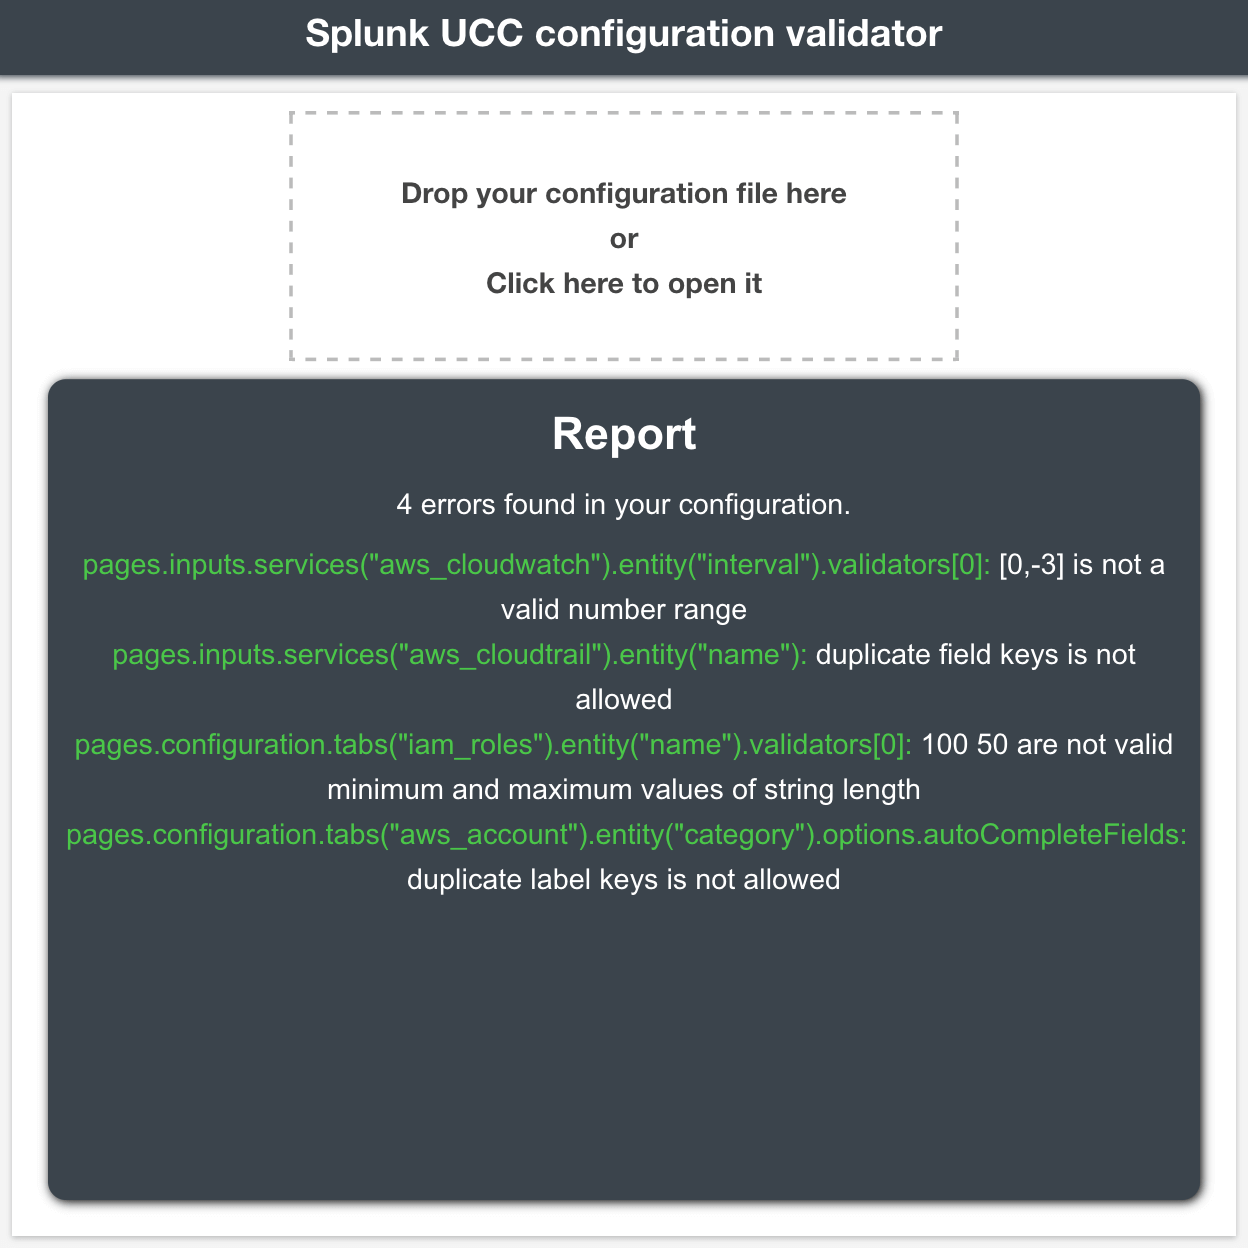 Splunk UCC configuration validator
Drop your configuration file here
or
Click here to open it
Report
4 errors found in your configuration.
pages.inputs.services("aws_cloudwatch").entity("interval").validators[0]: [0,-3] is not a
valid number range
pages.inputs.services("aws_cloudtrail").entity("name"): duplicate field keys is not
allowed
pages.configuration.tabs("iam_roles").entity("name").validators[0]: 100 50 are not valid
minimum and maximum values of string length
pages.configuration.tabs("aws_account").entity("category").options.autoCompleteFields:
duplicate label keys is not allowed